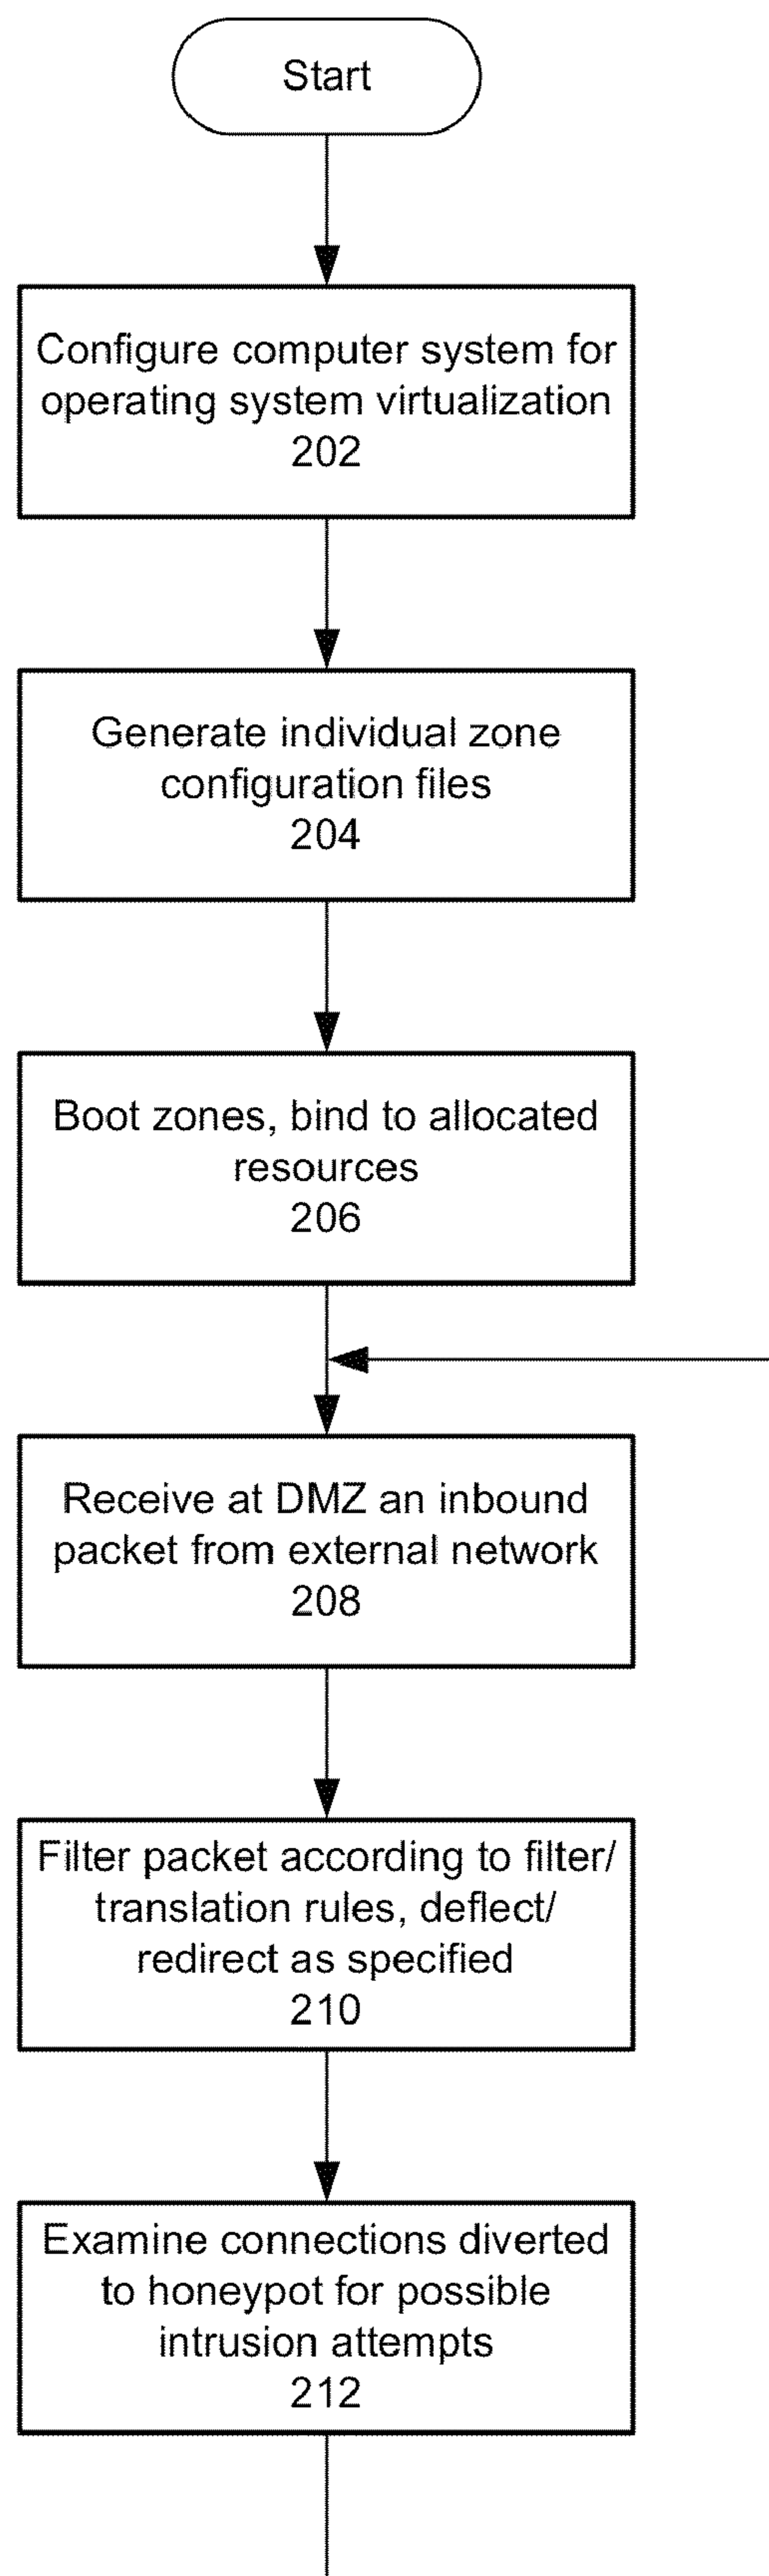 Start
Configure computer system for
operating system virtualization
202
Generate individual zone
configuration files
204
Boot zones, bind to allocated
resources
206
Receive at DMZ an inbound
packet from external network
208
Filter packet according to filter/
translation rules, deflect/
redirect as specified
210
Examine connections diverted
to honeypot for possible
intrusion attempts
212